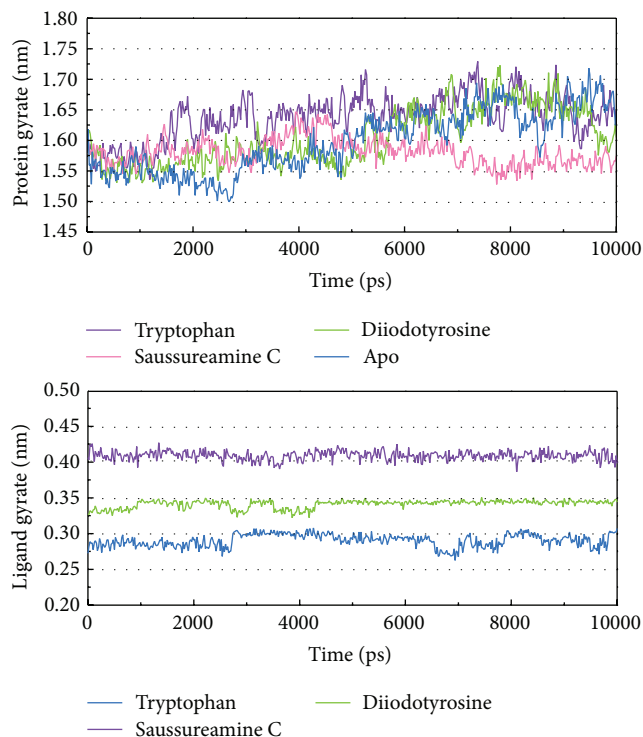 Protein gyrate (nm)
1.80
1.75
1.70
1.65
1.60
1.55
1.50
1.45
0 2000 4000 6000 8000 10000
Time (ps)
Tryptophan Diiodotyrosine
Saussureamine C Apo
Ligand gyrate (nm)
0.50
0.45
0.40
0.35
0.30
0.25
0.20
0 2000 4000 6000 8000 10000
Time (ps)
Tryptophan Diiodotyrosine
Saussureamine C